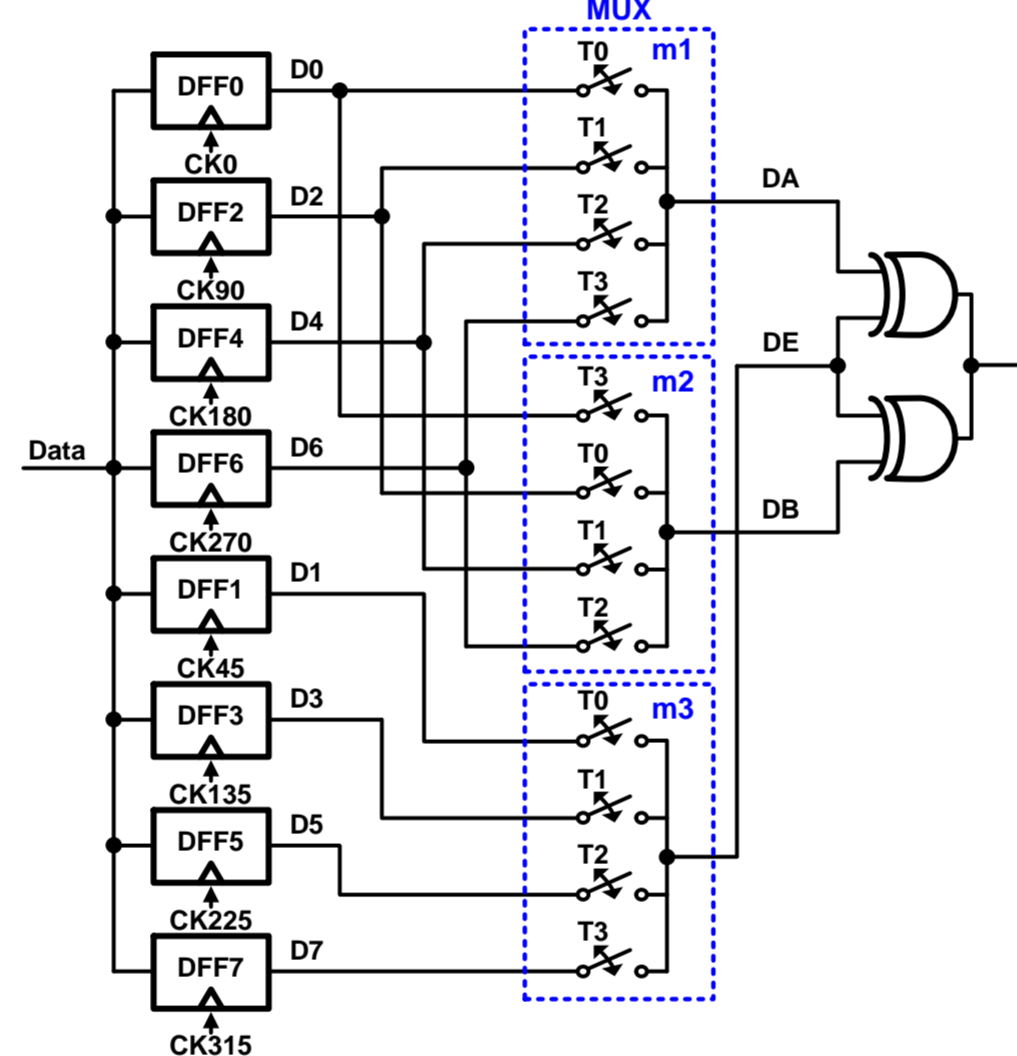 MUX
m1
T0
DFF0
D0
CK0
T1
DFF2
D2
CK90
T2
DFF4
D4
CK180
T3
DA
m2
T3
DE
Data
DFF6
D6
CK270
T0
DB
T1
DFF1
D1
CK45
T2
m3
T0
DFF3
D3
CK135
T1
DFF5
D5
CK225
T2
DFF7
D7
CK315
T3